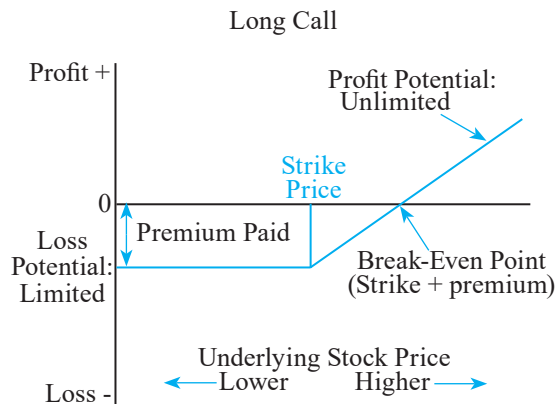 Long Call
Profit +
Profit Potential:
Unlimited
Strike
Price
0
Premium Paid
Loss
Potential:
Limited
Break-Even Point
(Strike + premium)
Underlying Stock Price
Lower
Higher
Loss -